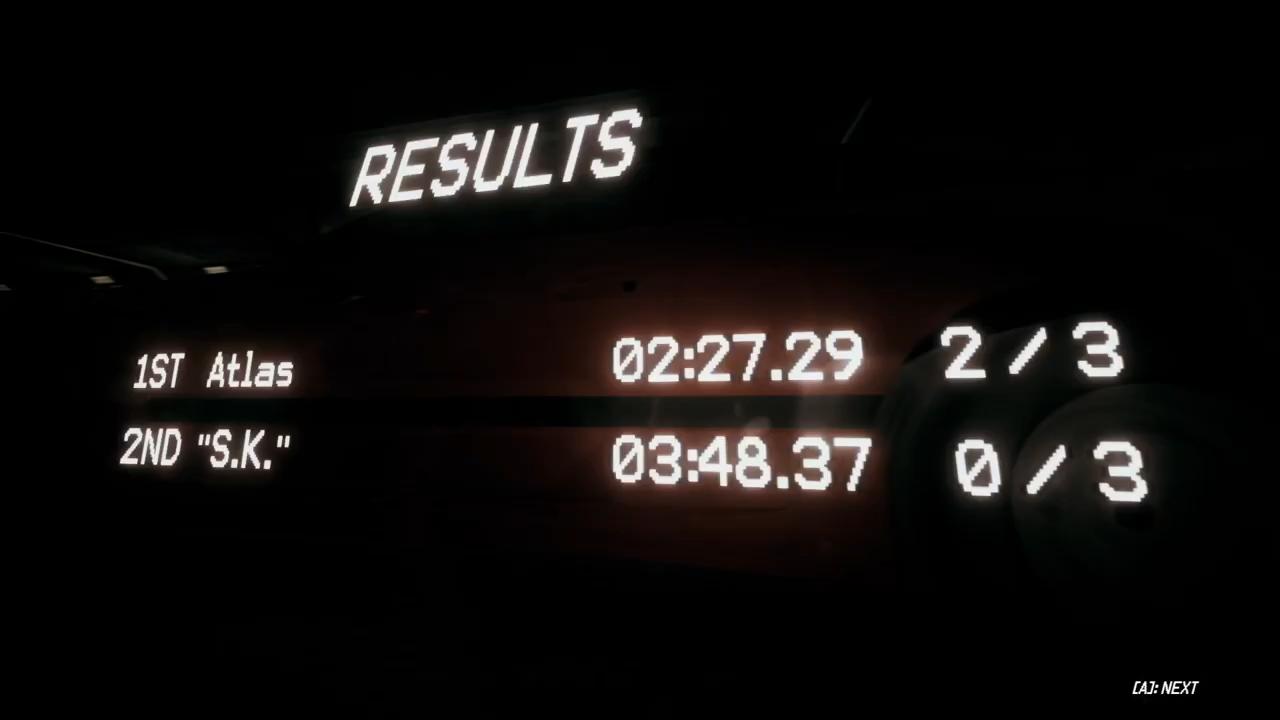 RESULTS
1ST Atlas 02:27.29 2/3
2ND "S.K." 03:48.37 0/3
[A]: NEXT